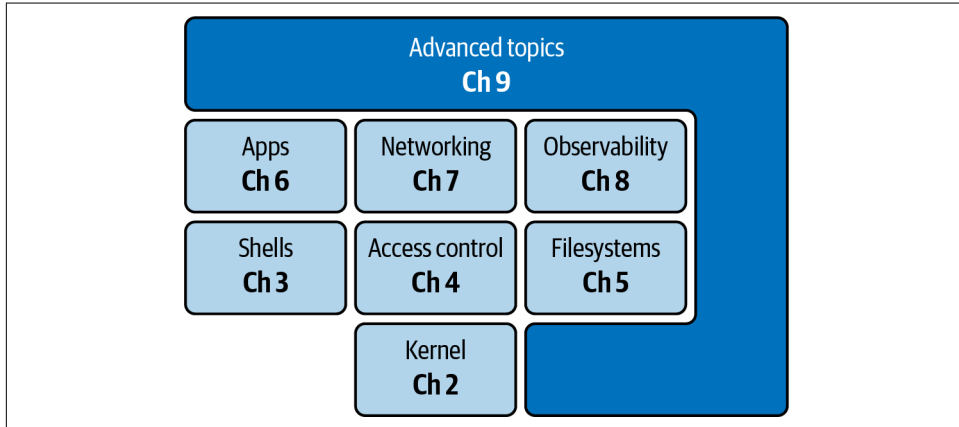 Advanced topics
Ch 9
Apps
Ch 6
Networking
Ch 7
Observability
Ch 8
Shells
Ch 3
Access control
Ch 4
Filesystems
Ch 5
Kernel
Ch 2